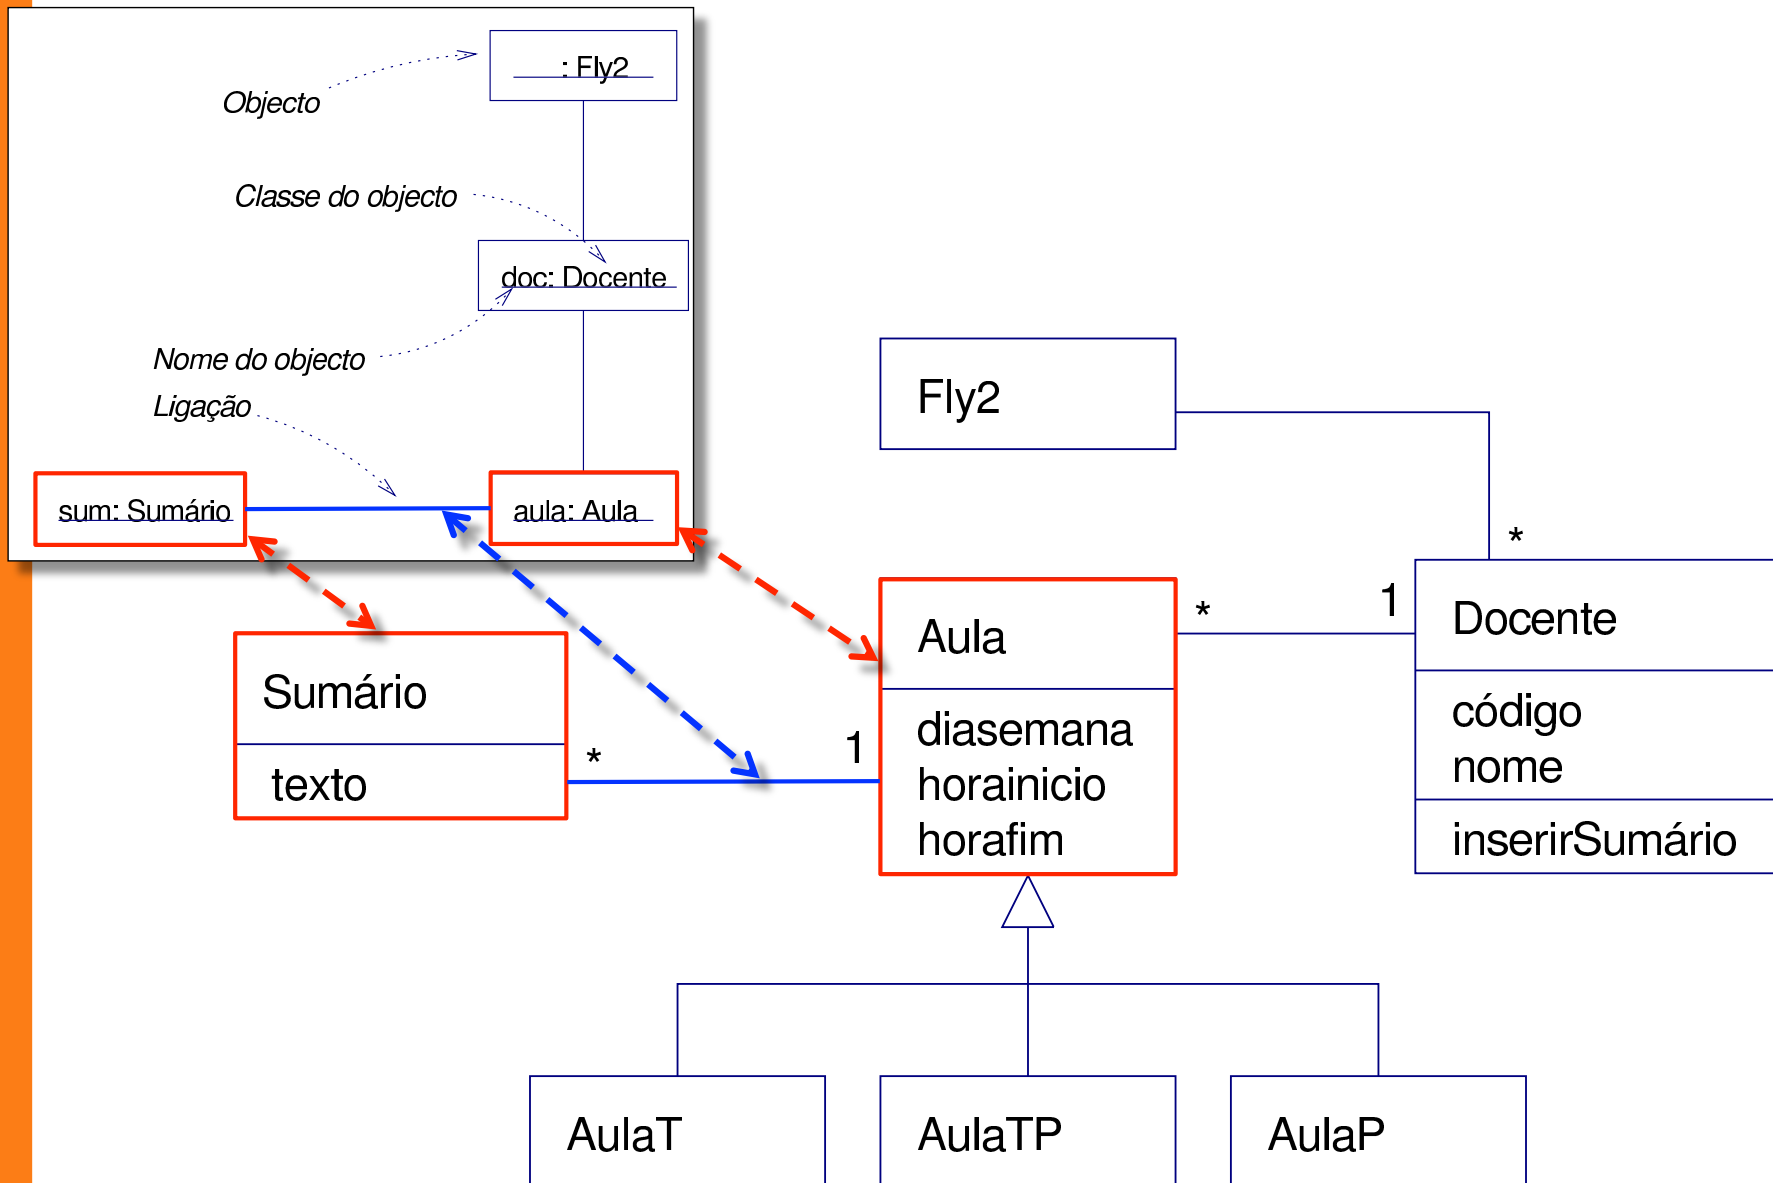 : Fly2
Objecto
Classe do objecto
doc: Docente
Nome do objecto
Ligação
sum: Sumário
aula: Aula
Fly2
*
Docente
código
nome
inserirSumário
* 1
Aula
diasemana
horainicio
horafim
Sumário
texto
* 1
AulaT
AulaTP
AulaP